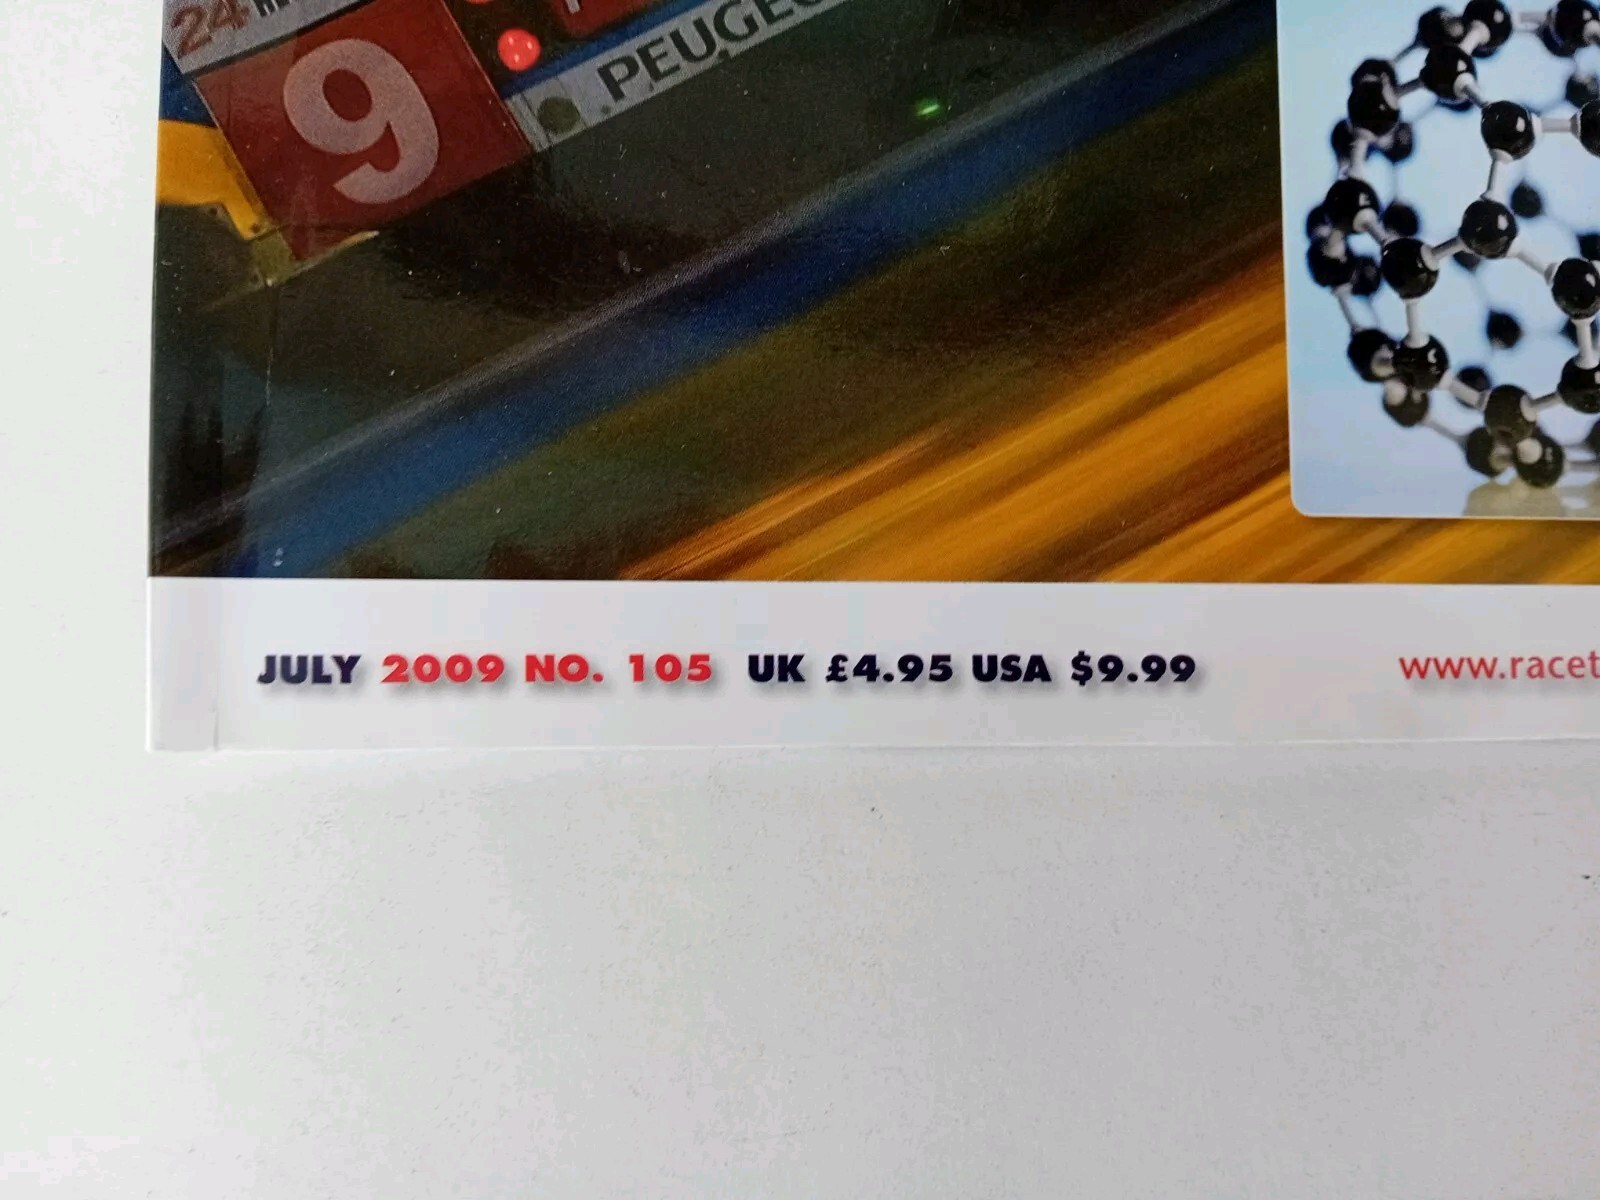 24
9
PEUGEO
JULY 2009 NO. 105 UK £4.95 USA $9.99
www.racet